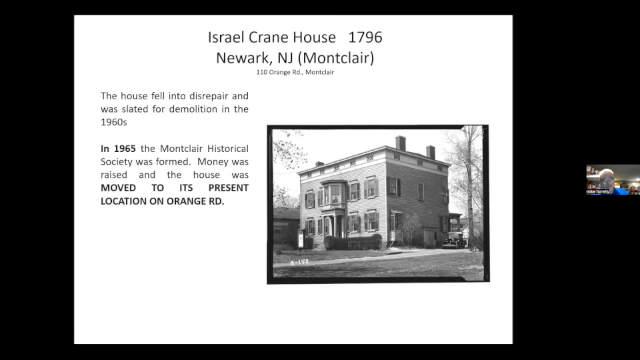 Israel Crane House 1796
Newark, NJ (Montclair)
110 Orange Rd., Montclair
The house fell into disrepair and
was slated for demolition in the
1960s
In 1965 the Montclair Historical
Society was formed. Money was
raised and the house was
MOVED TO ITS PRESENT
LOCATION ON ORANGE RD.